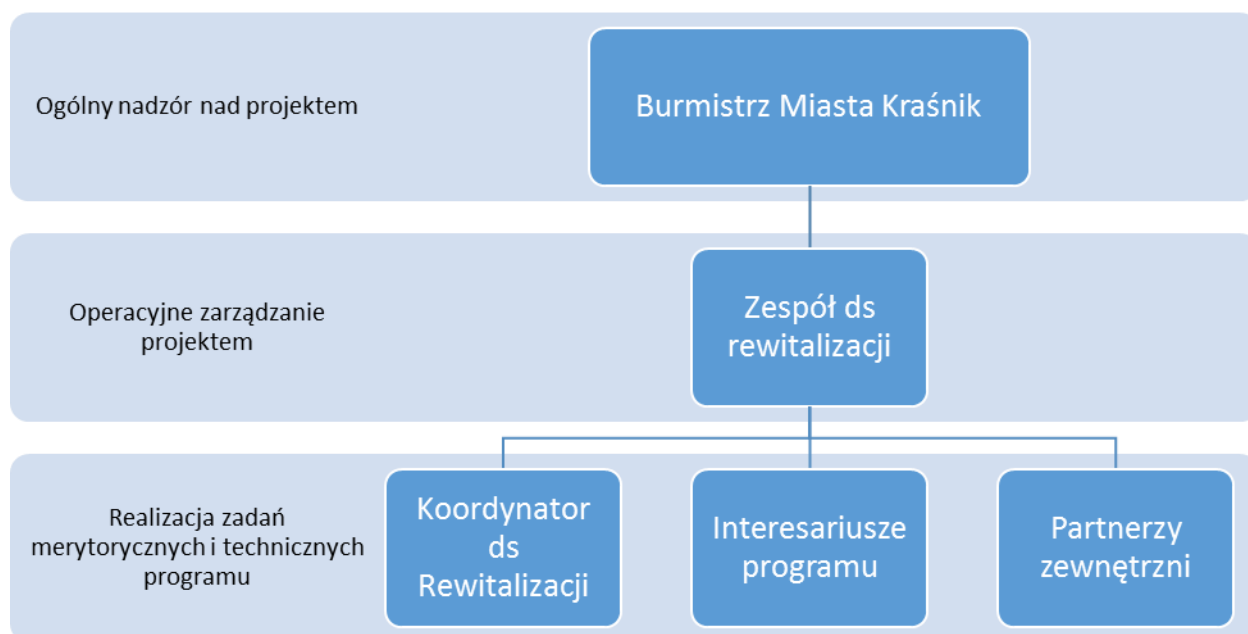 Ogólny nadzór nad projektem
Burmistrz Miasta Kraśnik
Operacyjne zarządzanie
projektem
Zespół ds
rewitalizacji
Realizacja zadań
merytorycznych i technicznych
programu
Koordynator
ds
Rewitalizacji
Interesariusze
programu
Partnerzy
zewnętrzni